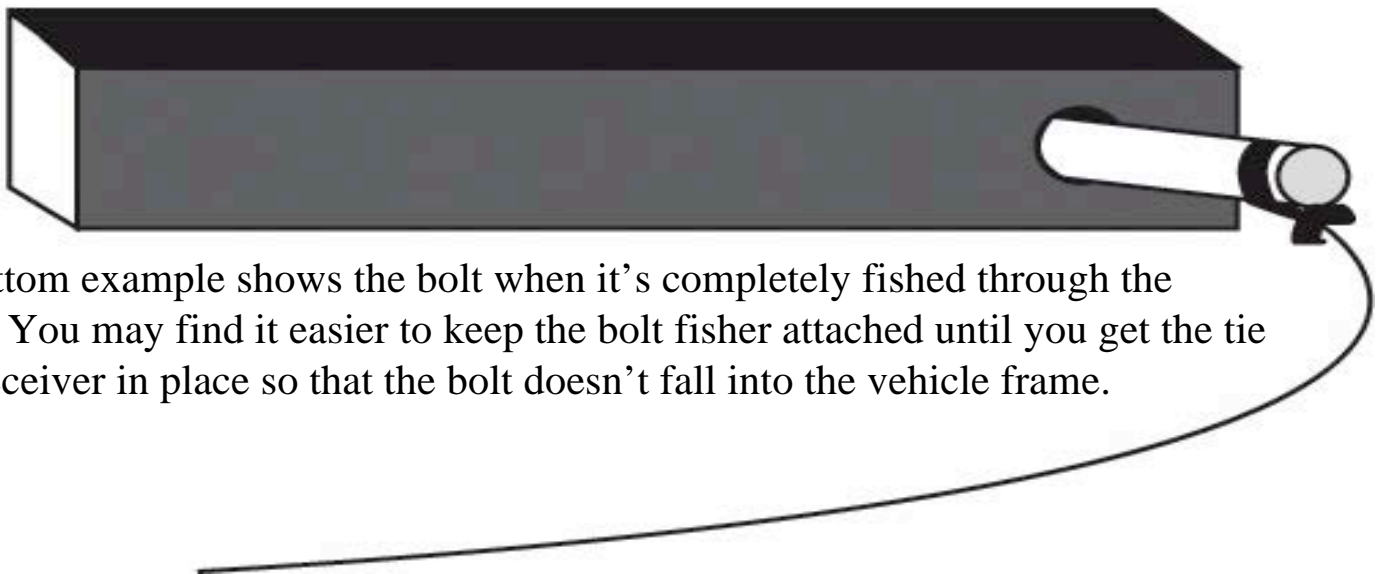 ttom example shows the bolt when it’s completely fished through the
You may find it easier to keep the bolt fisher attached until you get the tie
ceiver in place so that the bolt doesn’t fall into the vehicle frame.